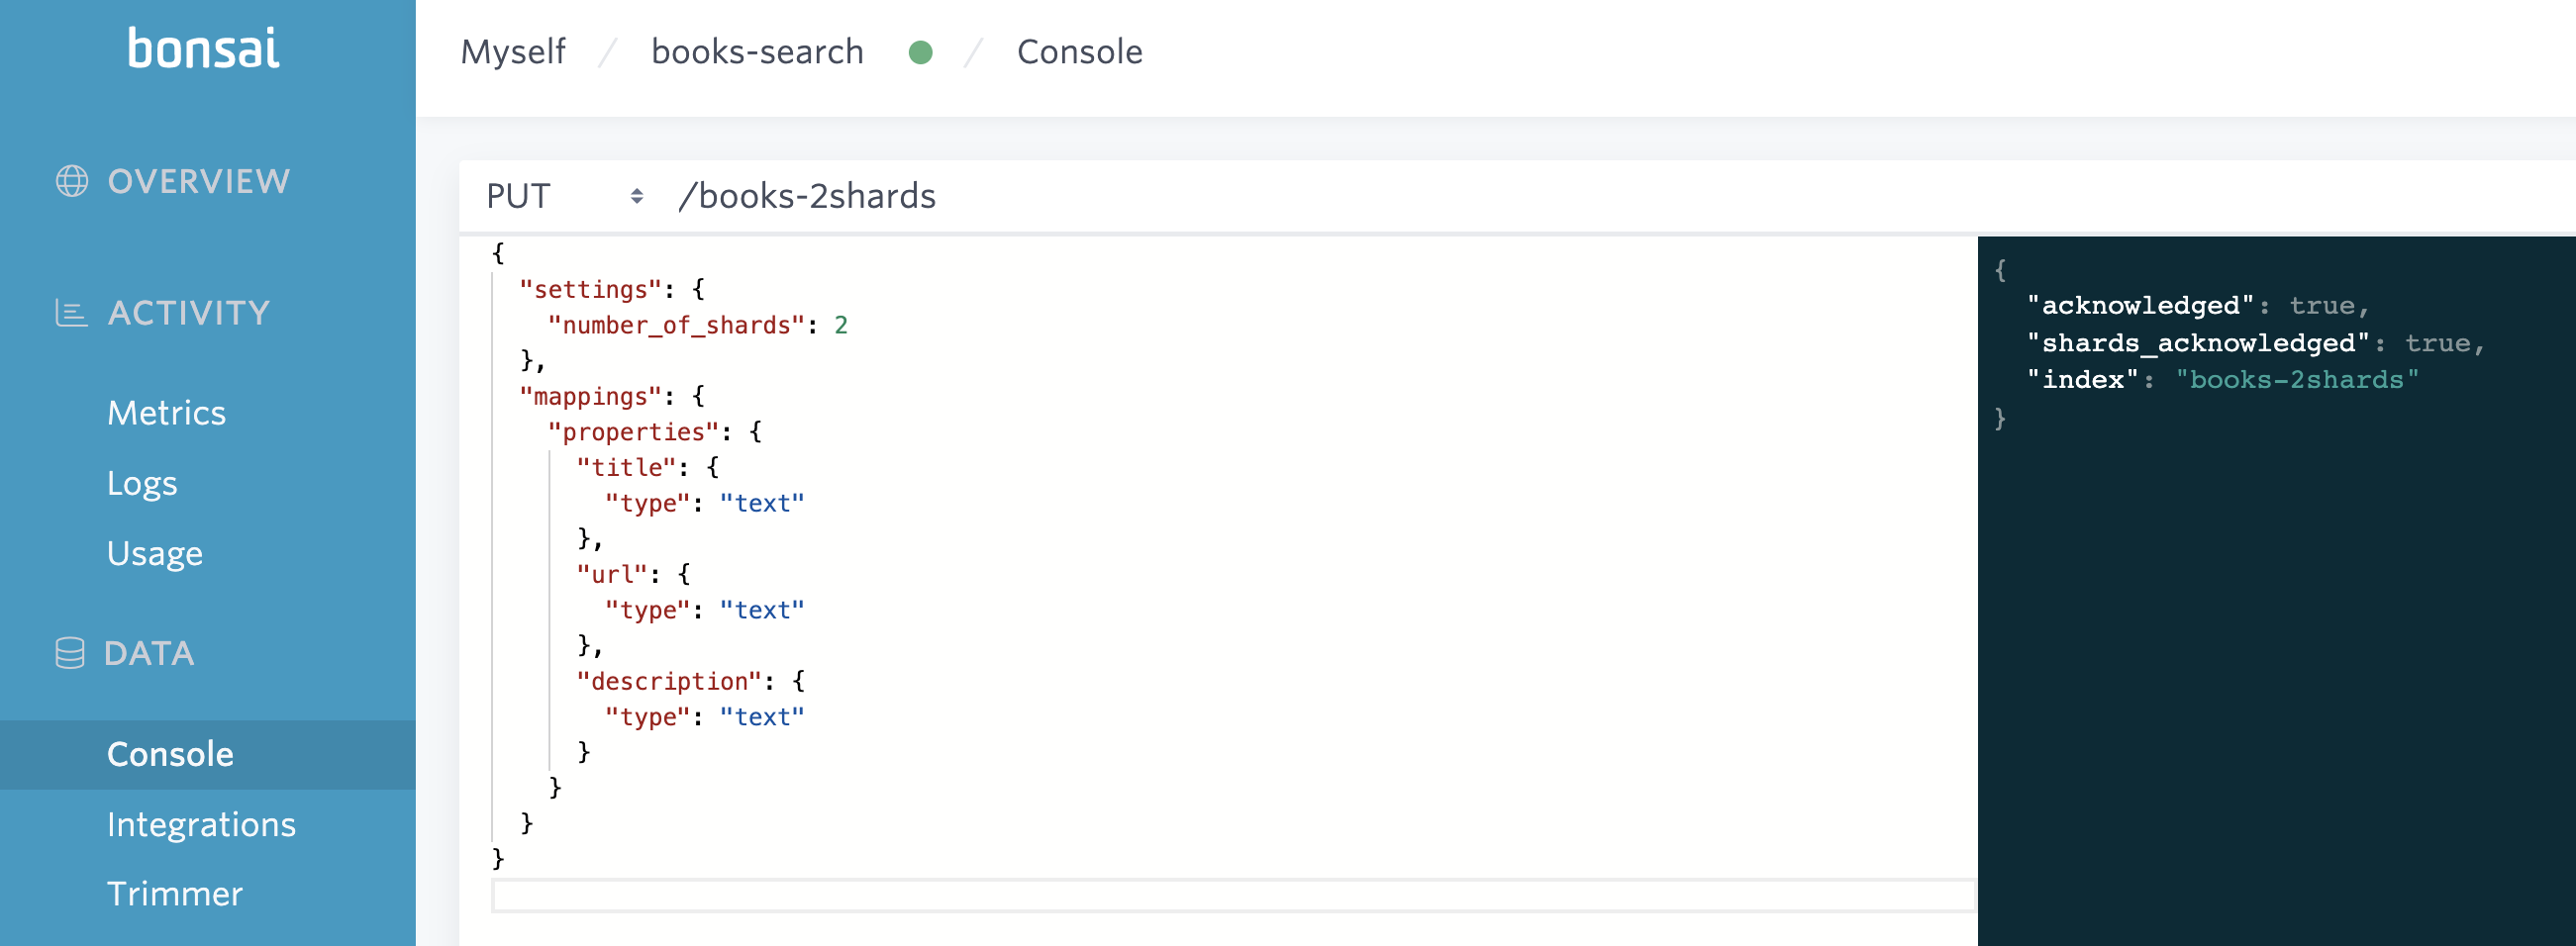 bonsai
OVERVIEW
ACTIVITY
Metrics
Logs
Usage
DATA
Console
Integrations
Trimmer
Myself / books-search / Console
PUT /books-2shards
{
  "settings": {
    "number_of_shards": 2
  },
  "mappings": {
    "properties": {
      "title": {
        "type": "text"
      },
      "url": {
        "type": "text"
      },
      "description": {
        "type": "text"
      }
    }
  }
}
{
  "acknowledged": true,
  "shards_acknowledged": true,
  "index": "books-2shards"
}